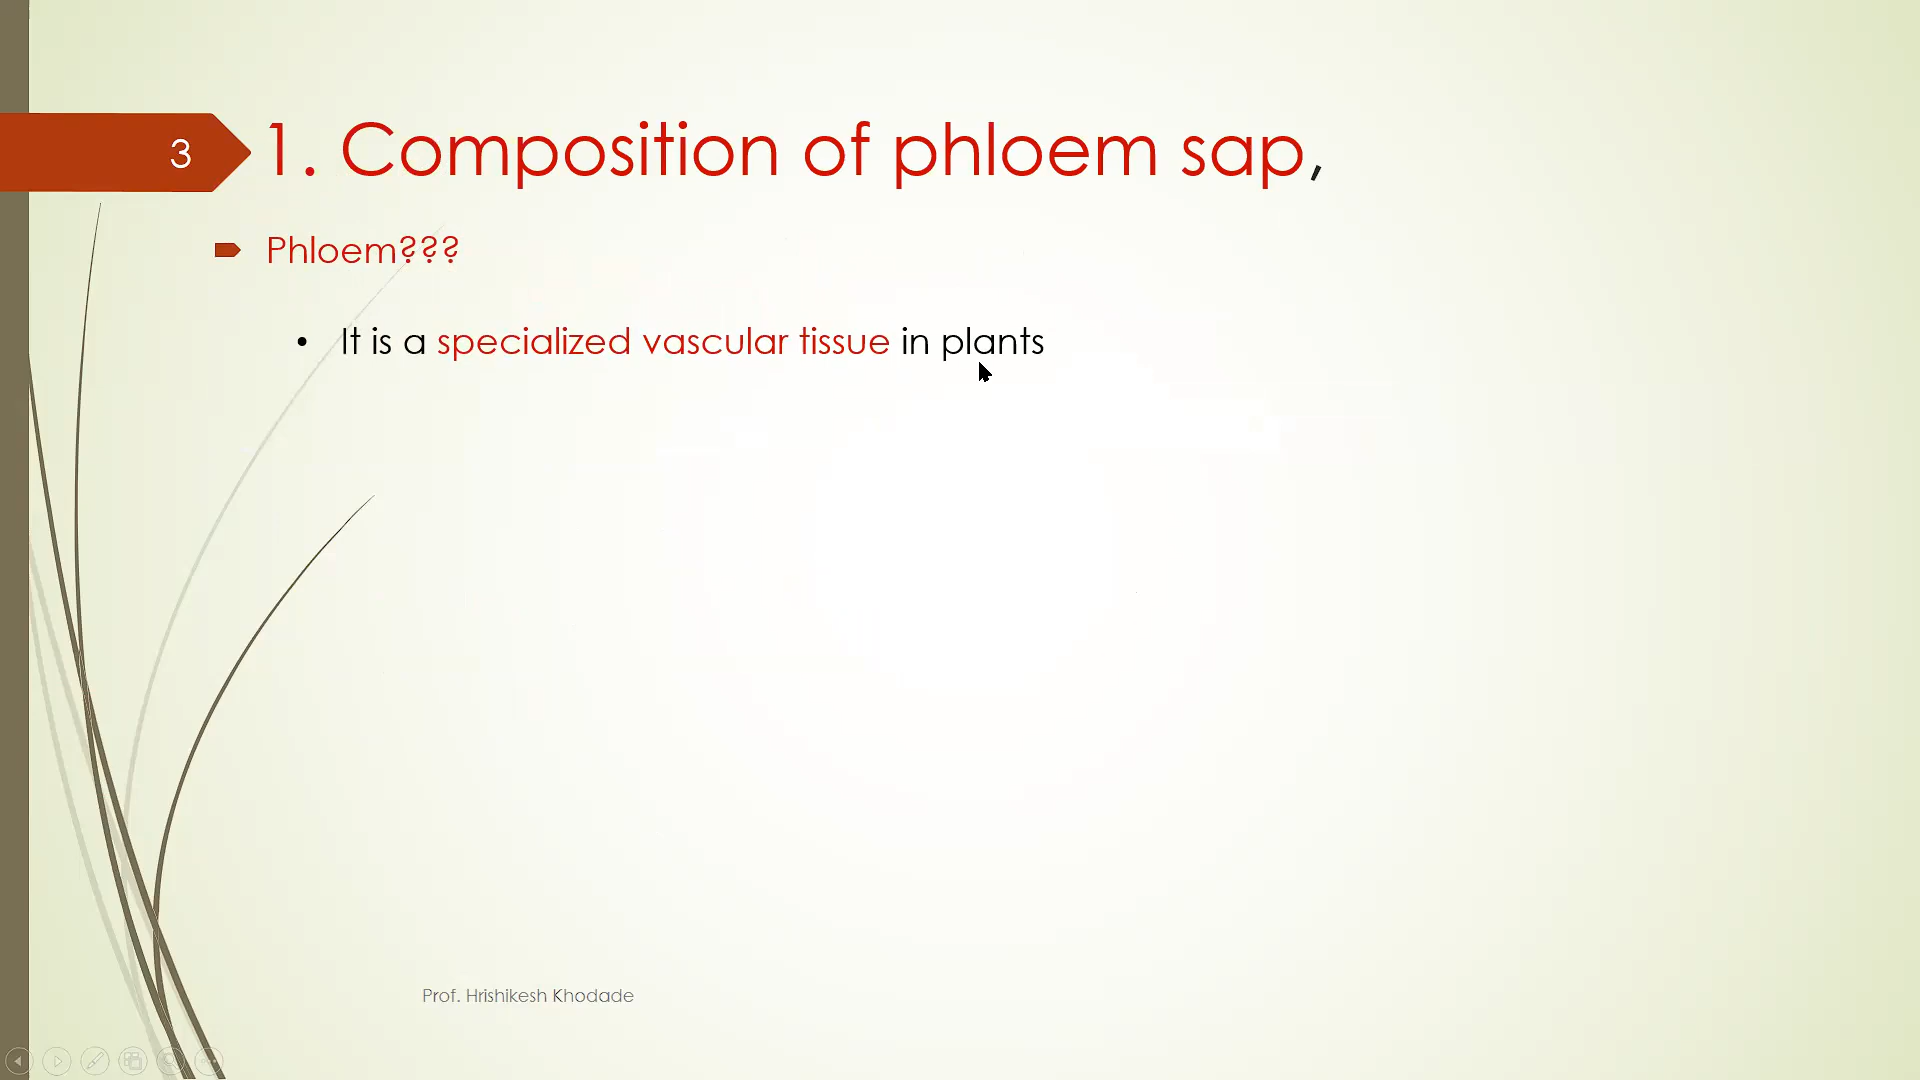 3
1. Composition of phloem sap,
Phloem???
• It is a specialized vascular tissue in plants
Prof. Hrishikesh Khodade